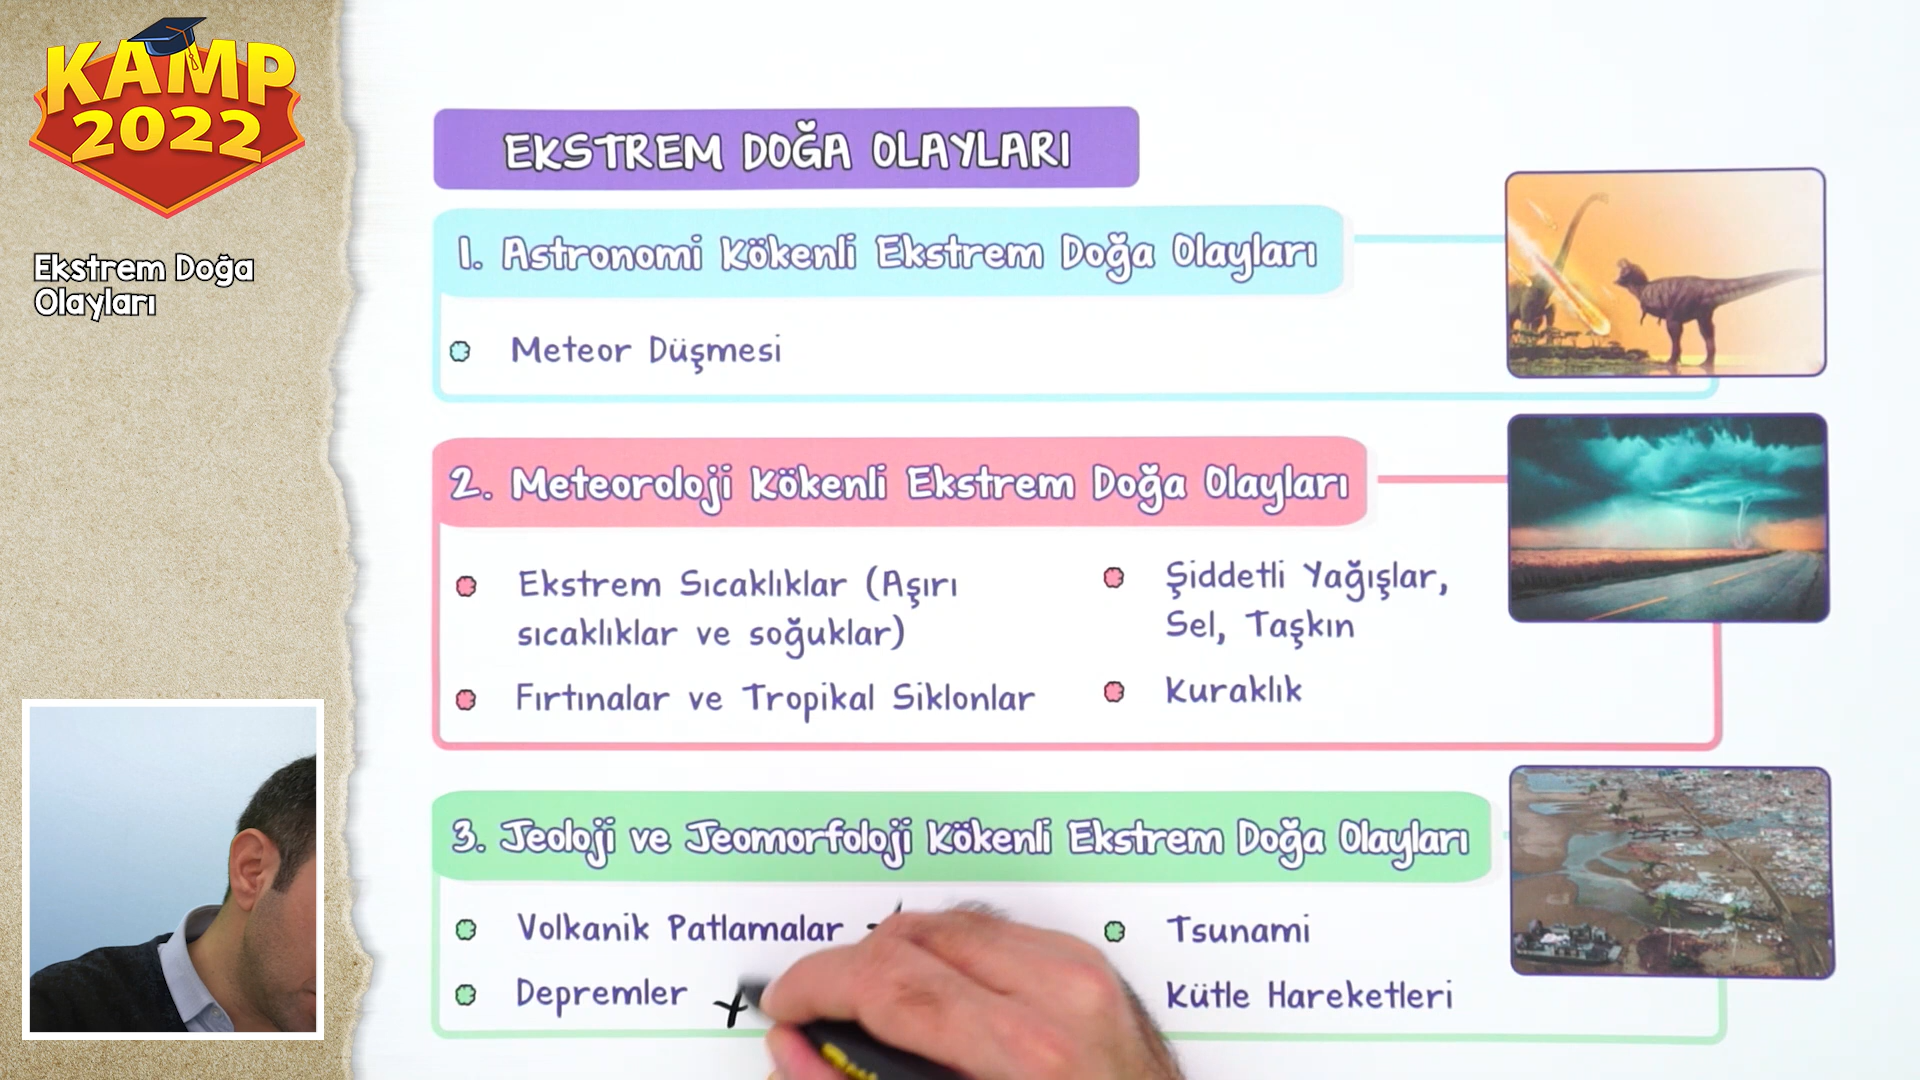 KAMP
2022
Ekstrem Doğa
Olayları
EKSTREM DOĞA OLAYLARI
1. Astronomi Kökenli Ekstrem Doğa Olayları
Meteor Düşmesi
2. Meteoroloji Kökenli Ekstrem Doğa Olayları
Ekstrem Sıcaklıklar (Aşırı
sıcaklıklar ve soğuklar)
Fırtınalar ve Tropikal Siklonlar
Şiddetli Yağışlar,
Sel, Taşkın
Kuraklık
3. Jeoloji ve Jeomorfoloji Kökenli Ekstrem Doğa Olayları
Volkanik Patlamalar
Depremler
Tsunami
Kütle Hareketleri